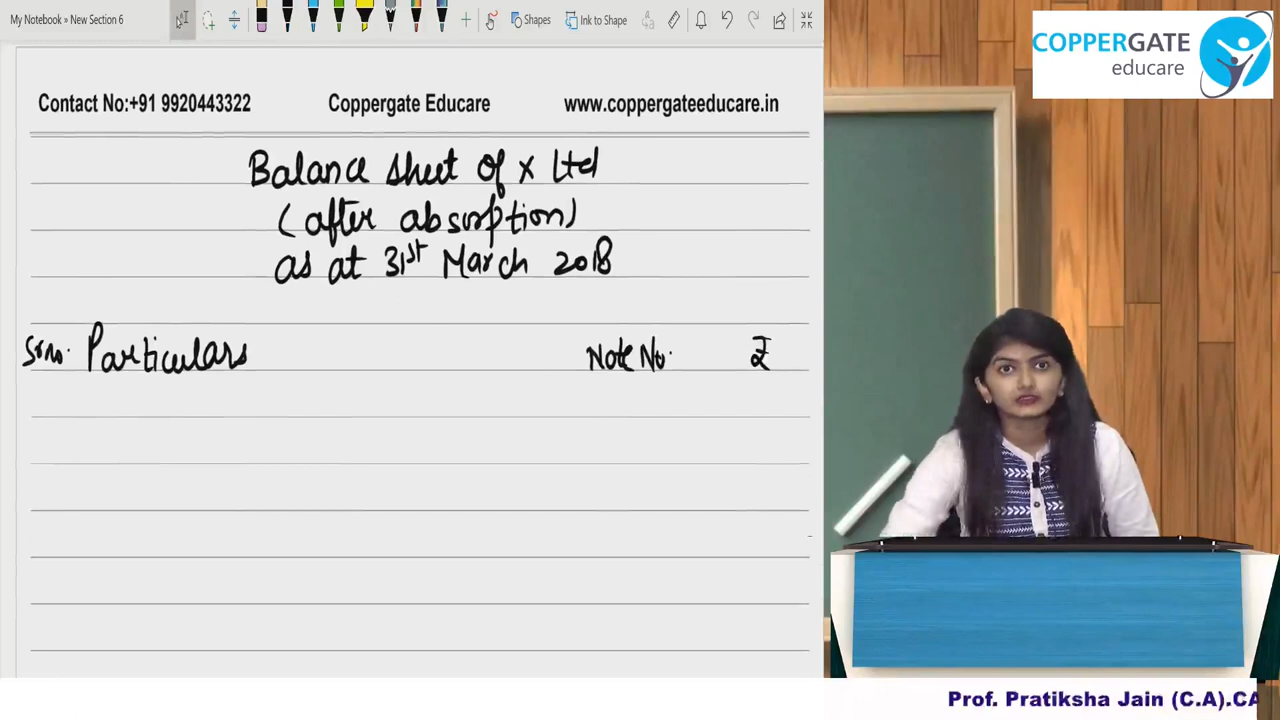 My Notebook » New Section 6
Shapes
Ink to Shape
COPPERGATE
educare
Contact No:+91 9920443322 Coppergate Educare www.coppergateeducare.in
Balance sheet of X Ltd
(after absorption)
as at 31st March 2018
Sr no. Particulars Note No. ₹
Prof. Pratiksha Jain (C.A).CA